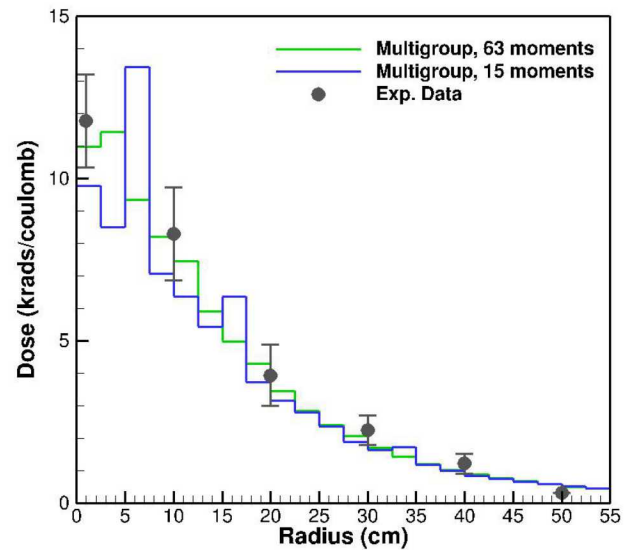 15
Multigroup, 63 moments
Multigroup, 15 moments
Exp. Data
10
Dose (krads/coulomb)
5
0
0 5 10 15 20 25 30 35 40 45 50 55
Radius (cm)